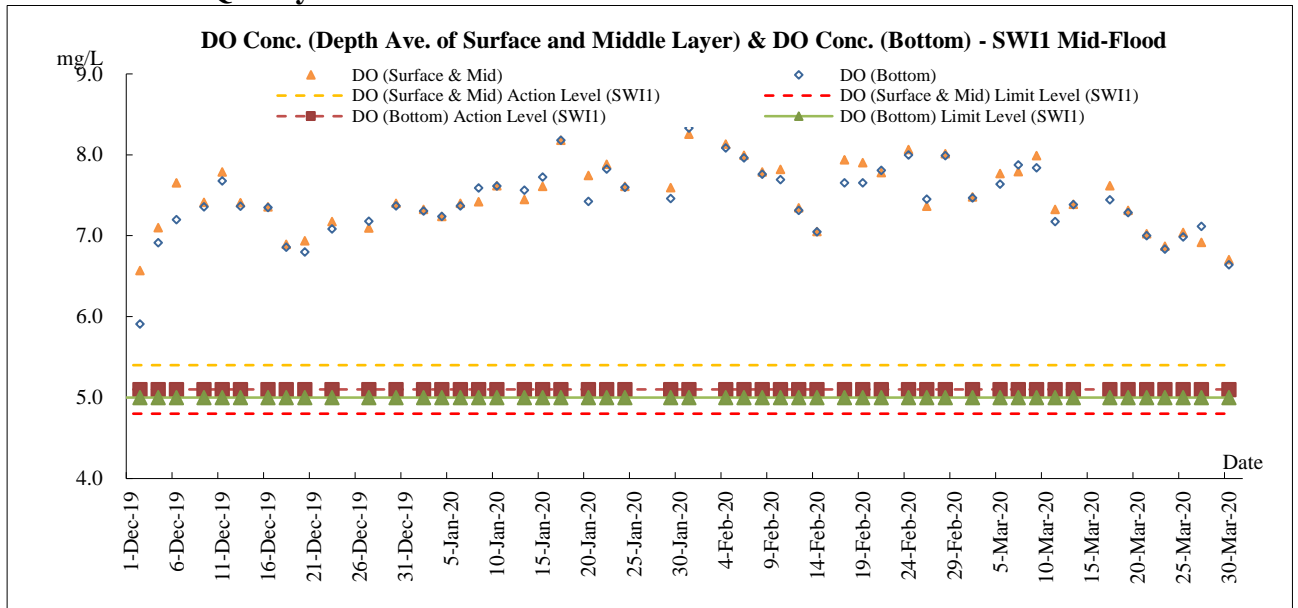 DO Conc. (Depth Ave. of Surface and Middle Layer) & DO Conc. (Bottom) - SWI1 Mid-Flood
mg/L
DO (Surface & Mid)
DO (Bottom)
DO (Surface & Mid) Action Level (SWI1)
DO (Surface & Mid) Limit Level (SWI1)
DO (Bottom) Action Level (SWI1)
DO (Bottom) Limit Level (SWI1)
9.0
8.0
7.0
6.0
5.0
4.0
Date
1-Dec-19
6-Dec-19
11-Dec-19
16-Dec-19
21-Dec-19
26-Dec-19
31-Dec-19
5-Jan-20
10-Jan-20
15-Jan-20
20-Jan-20
25-Jan-20
30-Jan-20
4-Feb-20
9-Feb-20
14-Feb-20
19-Feb-20
24-Feb-20
29-Feb-20
5-Mar-20
10-Mar-20
15-Mar-20
20-Mar-20
25-Mar-20
30-Mar-20